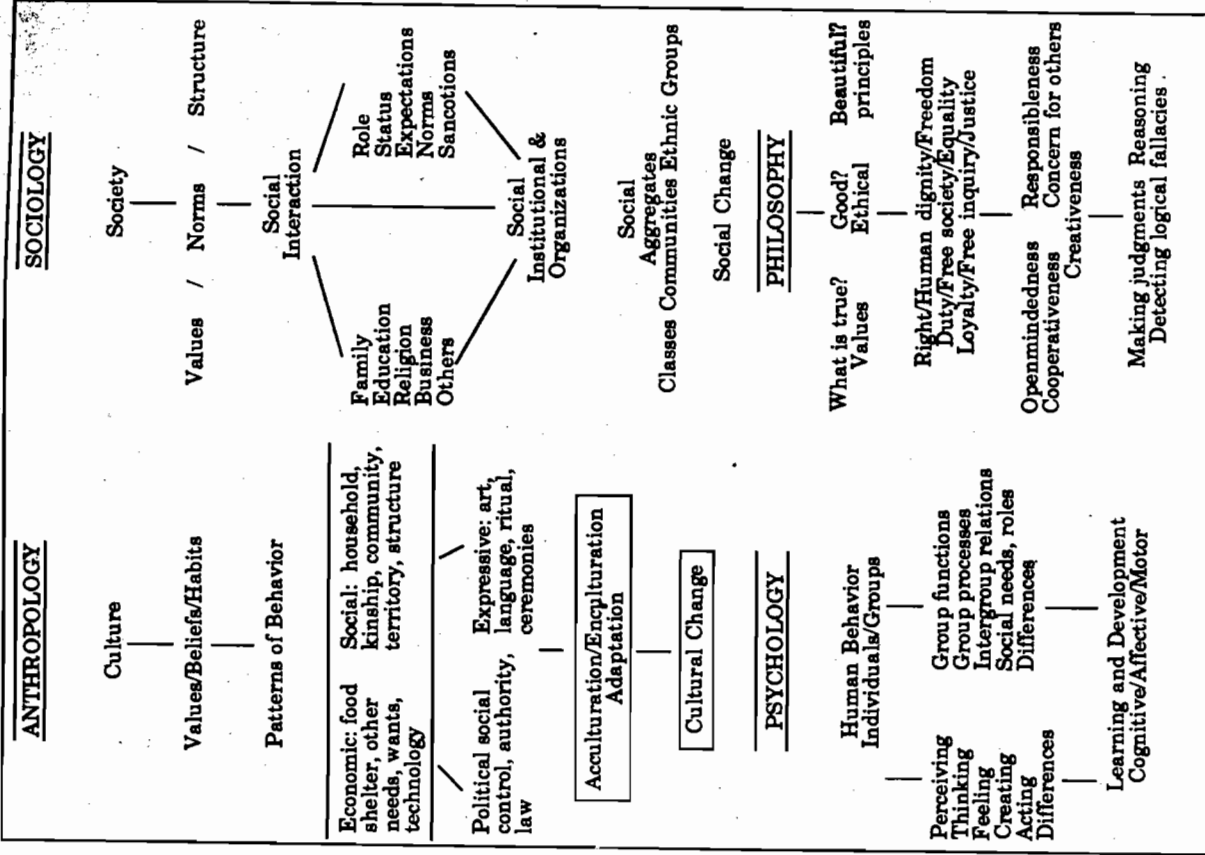 ANTHROPOLOGY
Culture
Values/Beliefs/Habits
Patterns of Behavior
Economic: food
shelter, other
needs, wants,
technology
Social: household,
kinship, community,
territory, structure
Political social
control, authority,
law
Expressive: art,
language, ritual,
ceremonies
Acculturation/Encplturation
Adaptation
Cultural Change
SOCIOLOGY
Society
Values / Norms / Structure
Social
Interaction
Family
Education
Religion
Business
Others
Role
Status
Expectations
Norms
Sancotions
Social
Institutional &
Organizations
Social
Aggregates
Classes Communities Ethnic Groups
Social Change
PSYCHOLOGY
Human Behavior
Individuals/Groups
Perceiving
Thinking
Feeling
Creating
Acting
Differences
Group functions
Group processes
Intergroup relations
Social needs, roles
Differences
Learning and Development
Cognitive/Affective/Motor
PHILOSOPHY
What is true? Good? Beautiful?
Values Ethical principles
Right/Human dignity/Freedom
Duty/Free society/Equality
Loyalty/Free inquiry/Justice
Openmindedness Responsibleness
Cooperativeness Concern for others
Creativeness
Making judgments Reasoning
Detecting logical fallacies.